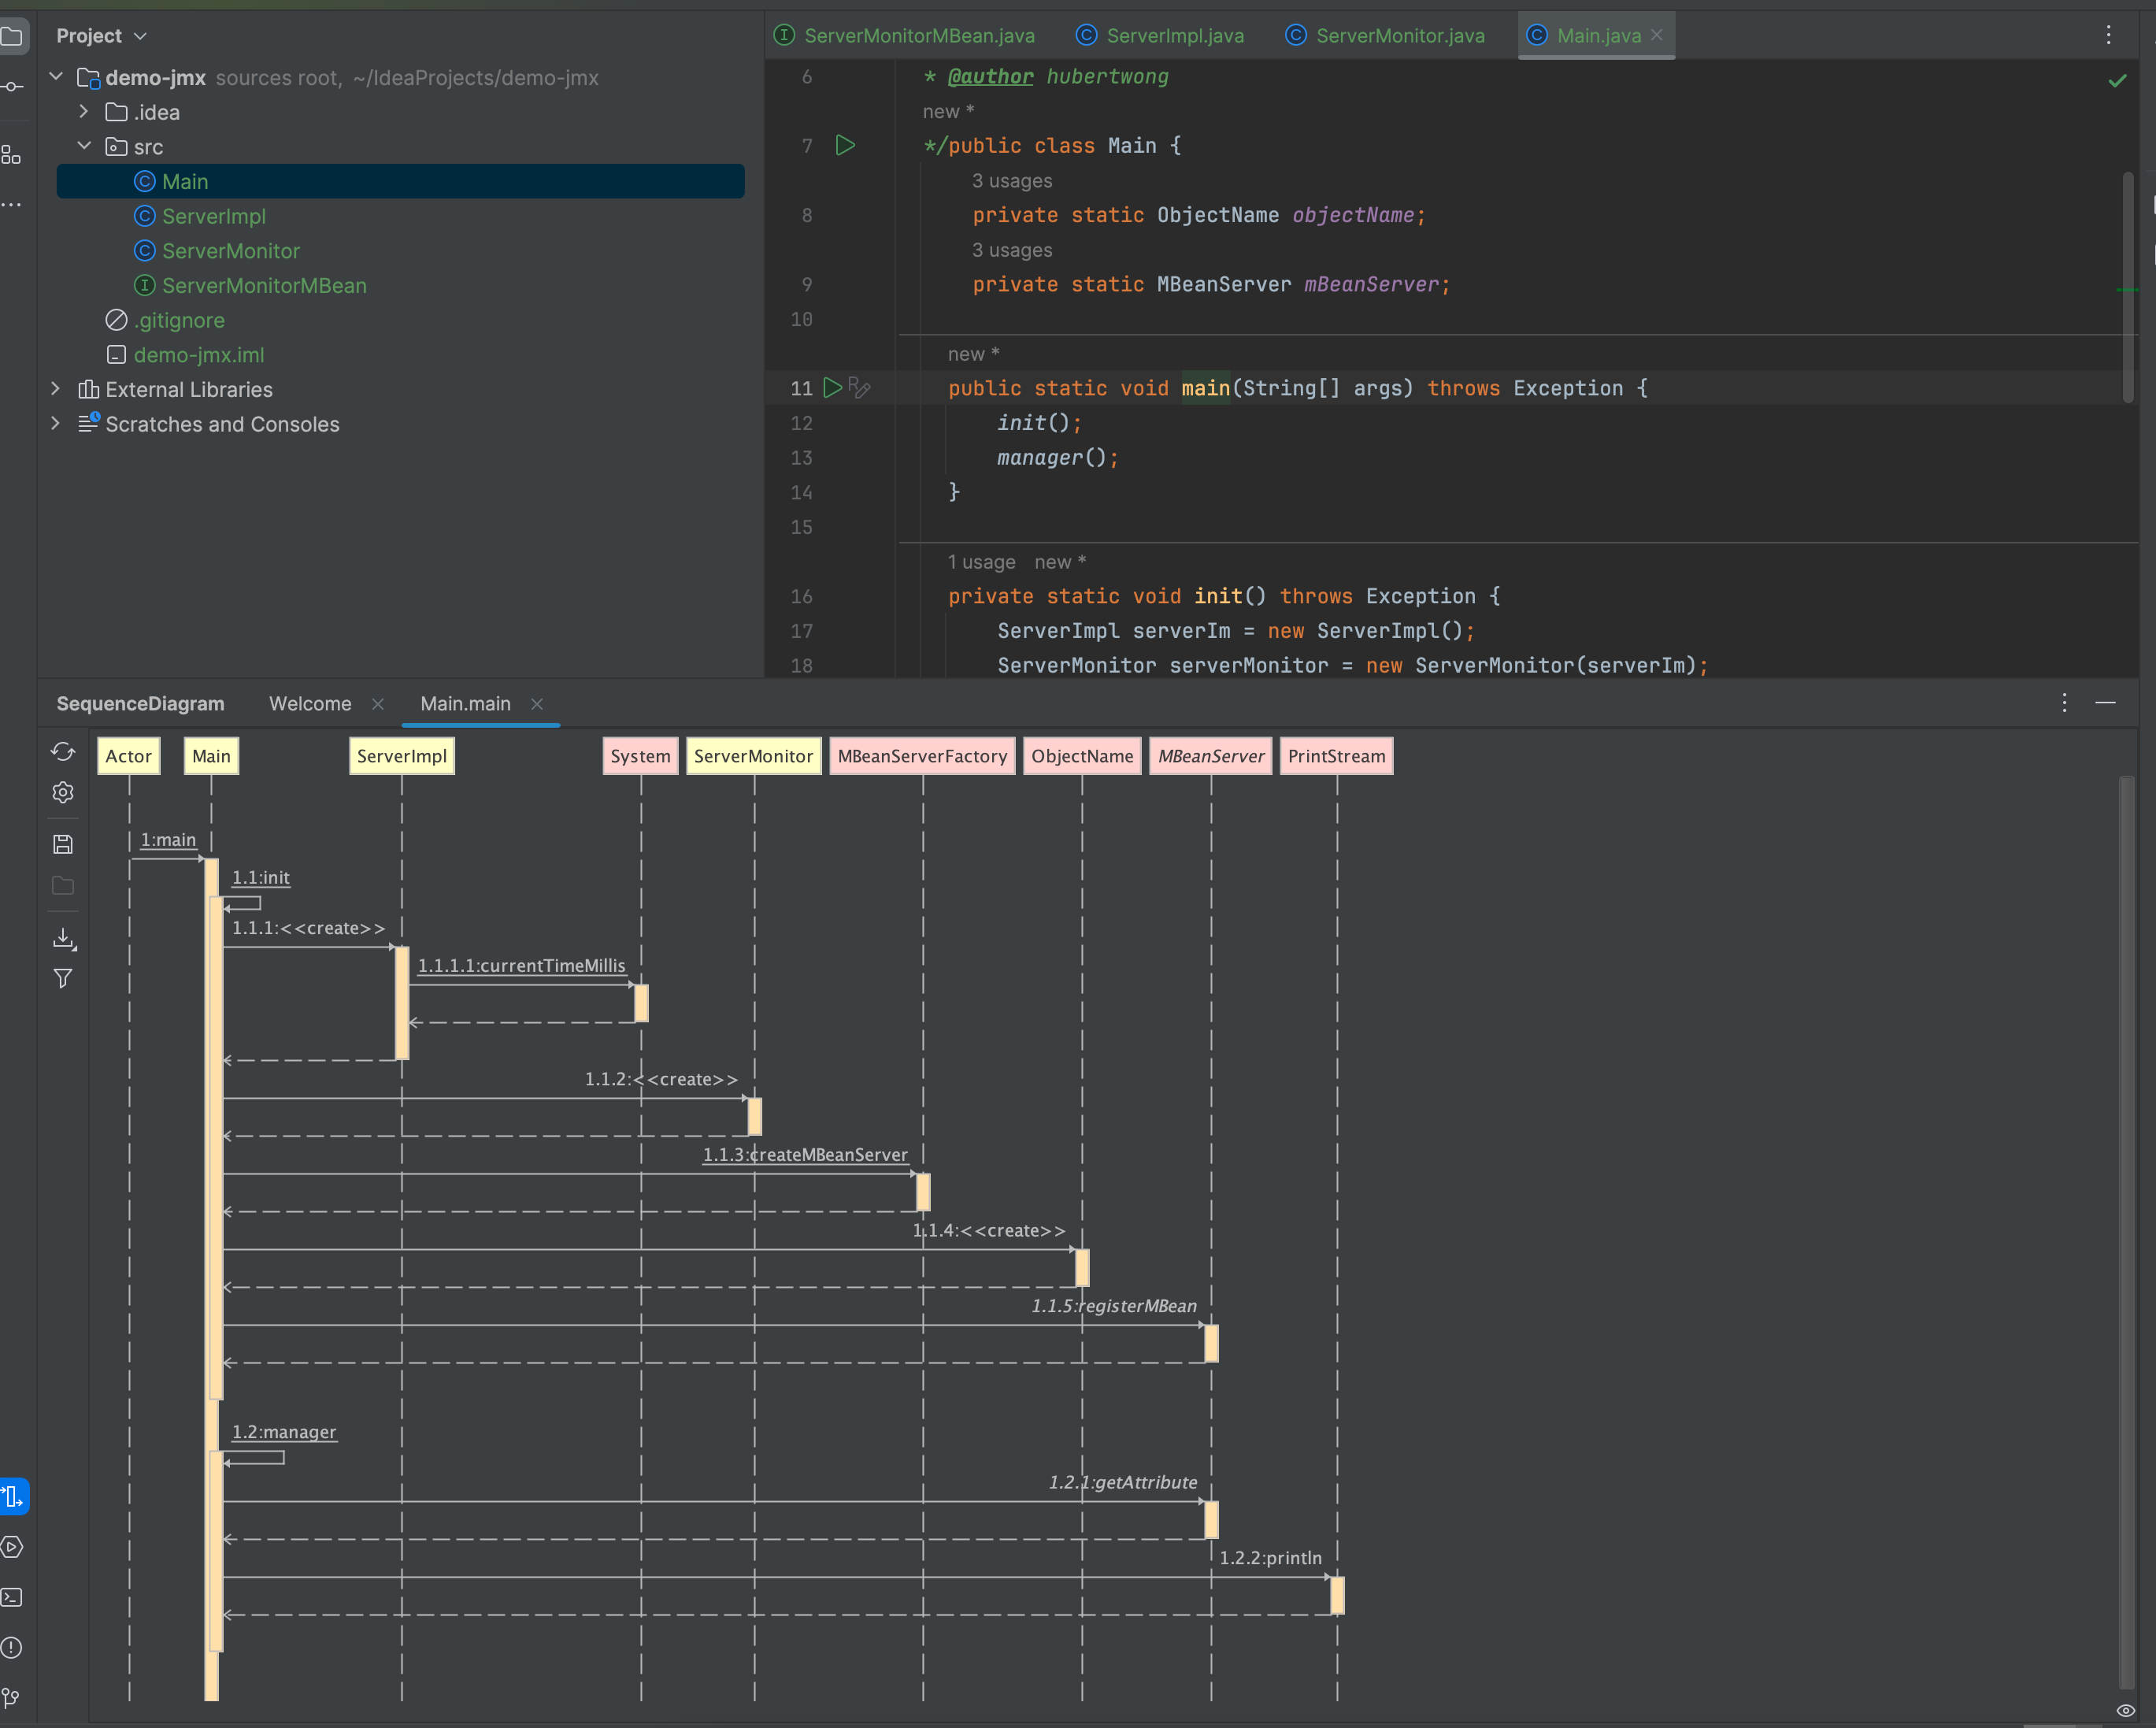 Project
demo-jmx sources root, ~/IdeaProjects/demo-jmx
.idea
src
Main
ServerImpl
ServerMonitor
ServerMonitorMBean
.gitignore
demo-jmx.iml
External Libraries
Scratches and Consoles
ServerMonitorMBean.java ServerImpl.java ServerMonitor.java Main.java
6 * @author hubertwong
new *
7 */public class Main {
3 usages
8 private static ObjectName objectName;
3 usages
9 private static MBeanServer mBeanServer;
10
new *
11 public static void main(String[] args) throws Exception {
12 init();
13 manager();
14 }
15
1 usage new *
16 private static void init() throws Exception {
17 ServerImpl serverIm = new ServerImpl();
18 ServerMonitor serverMonitor = new ServerMonitor(serverIm);
SequenceDiagram Welcome Main.main
Actor Main ServerImpl System ServerMonitor MBeanServerFactory ObjectName MBeanServer PrintStream
1:main
1.1:init
1.1.1:<<create>>
1.1.1.1:currentTimeMillis
1.1.2:<<create>>
1.1.3:createMBeanServer
1.1.4:<<create>>
1.1.5:registerMBean
1.2:manager
1.2.1:getAttribute
1.2.2:println